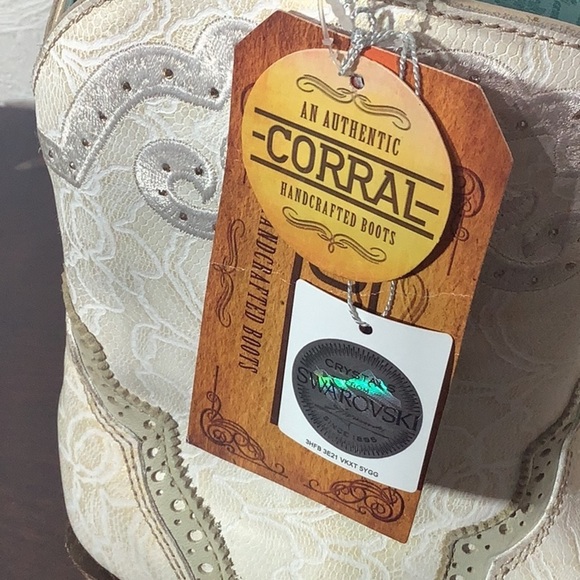 AN AUTHENTIC
CORRAL
HANDCRAFTED BOOTS
HANDCRAFTED BOOTS
CRYSTALS
FROM
SWAROVSKI
SINCE 1895
3HFB 3E21 VKXT 5YGG